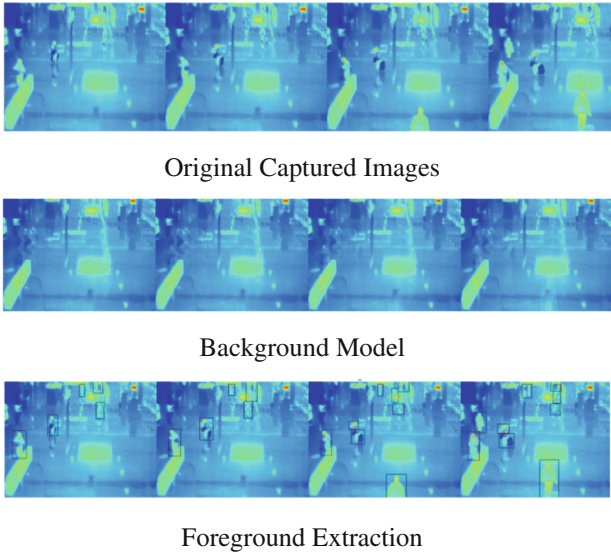 Original Captured Images
Background Model
Foreground Extraction